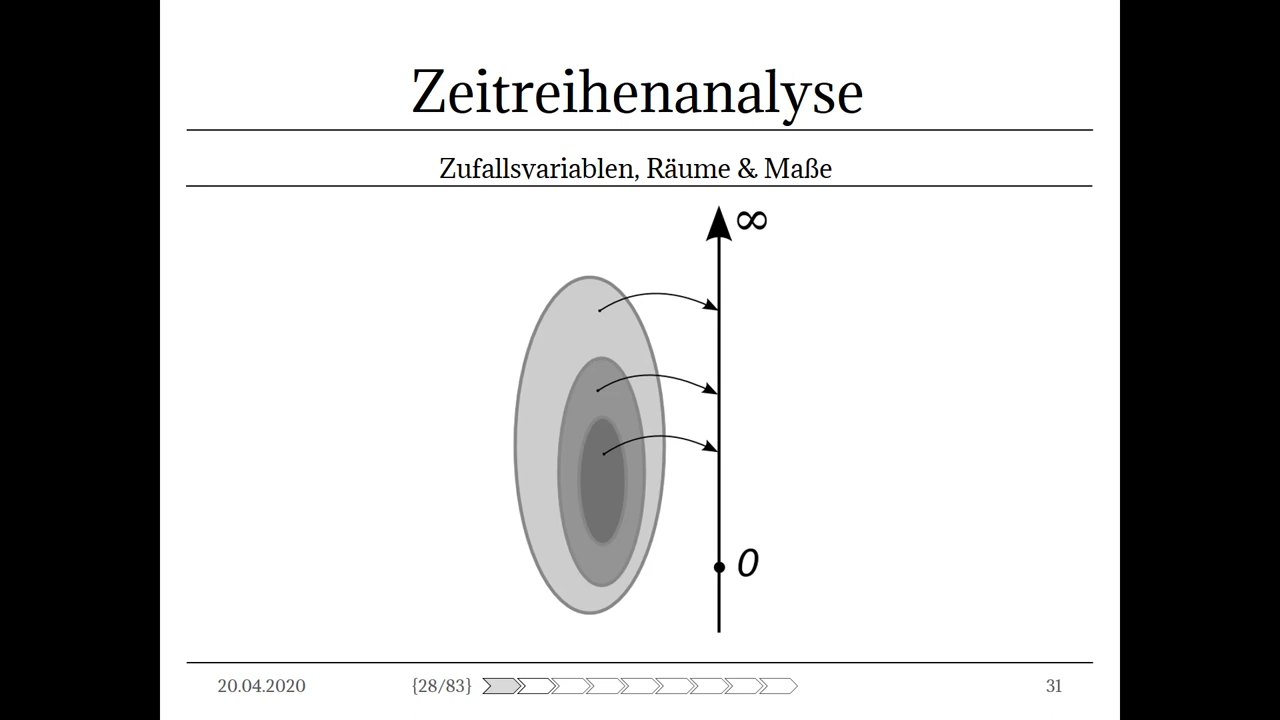 Zeitreihenanalyse
Zufallsvariablen, Räume & Maße
∞
0
20.04.2020 {28/83} 31